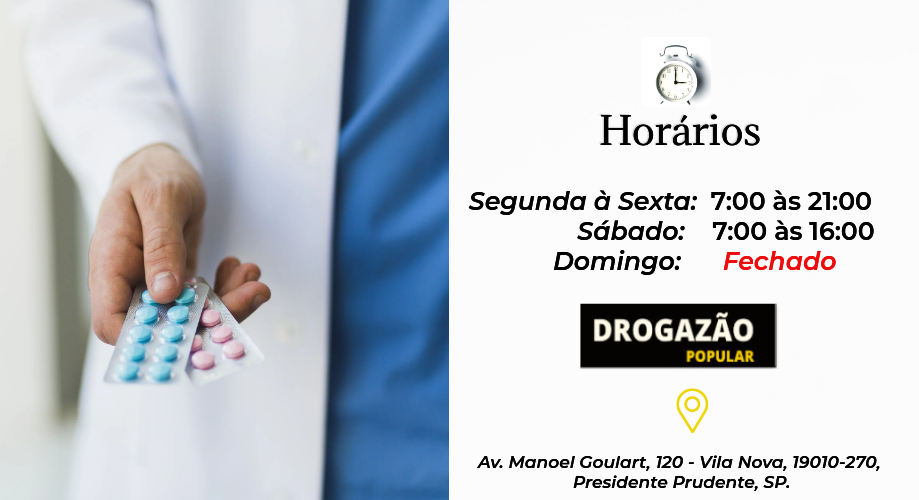 Horários
Segunda à Sexta: 7:00 às 21:00
Sábado: 7:00 às 16:00
Domingo: Fechado
DROGAZÃO
POPULAR
Av. Manoel Goulart, 120 - Vila Nova, 19010-270,
Presidente Prudente, SP.